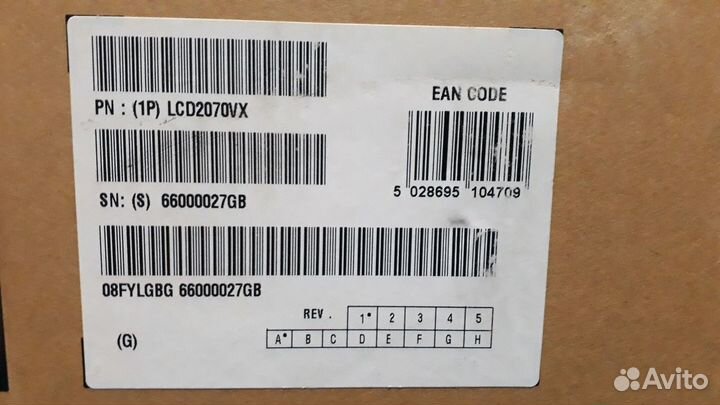 PN : (1P) LCD2070VX
EAN CODE
5 028695 104709
SN: (S) 66000027GB
08FYLGBG 66000027GB
REV . 1• 2 3 4 5
A• B C D E F G H
(G)
Avito